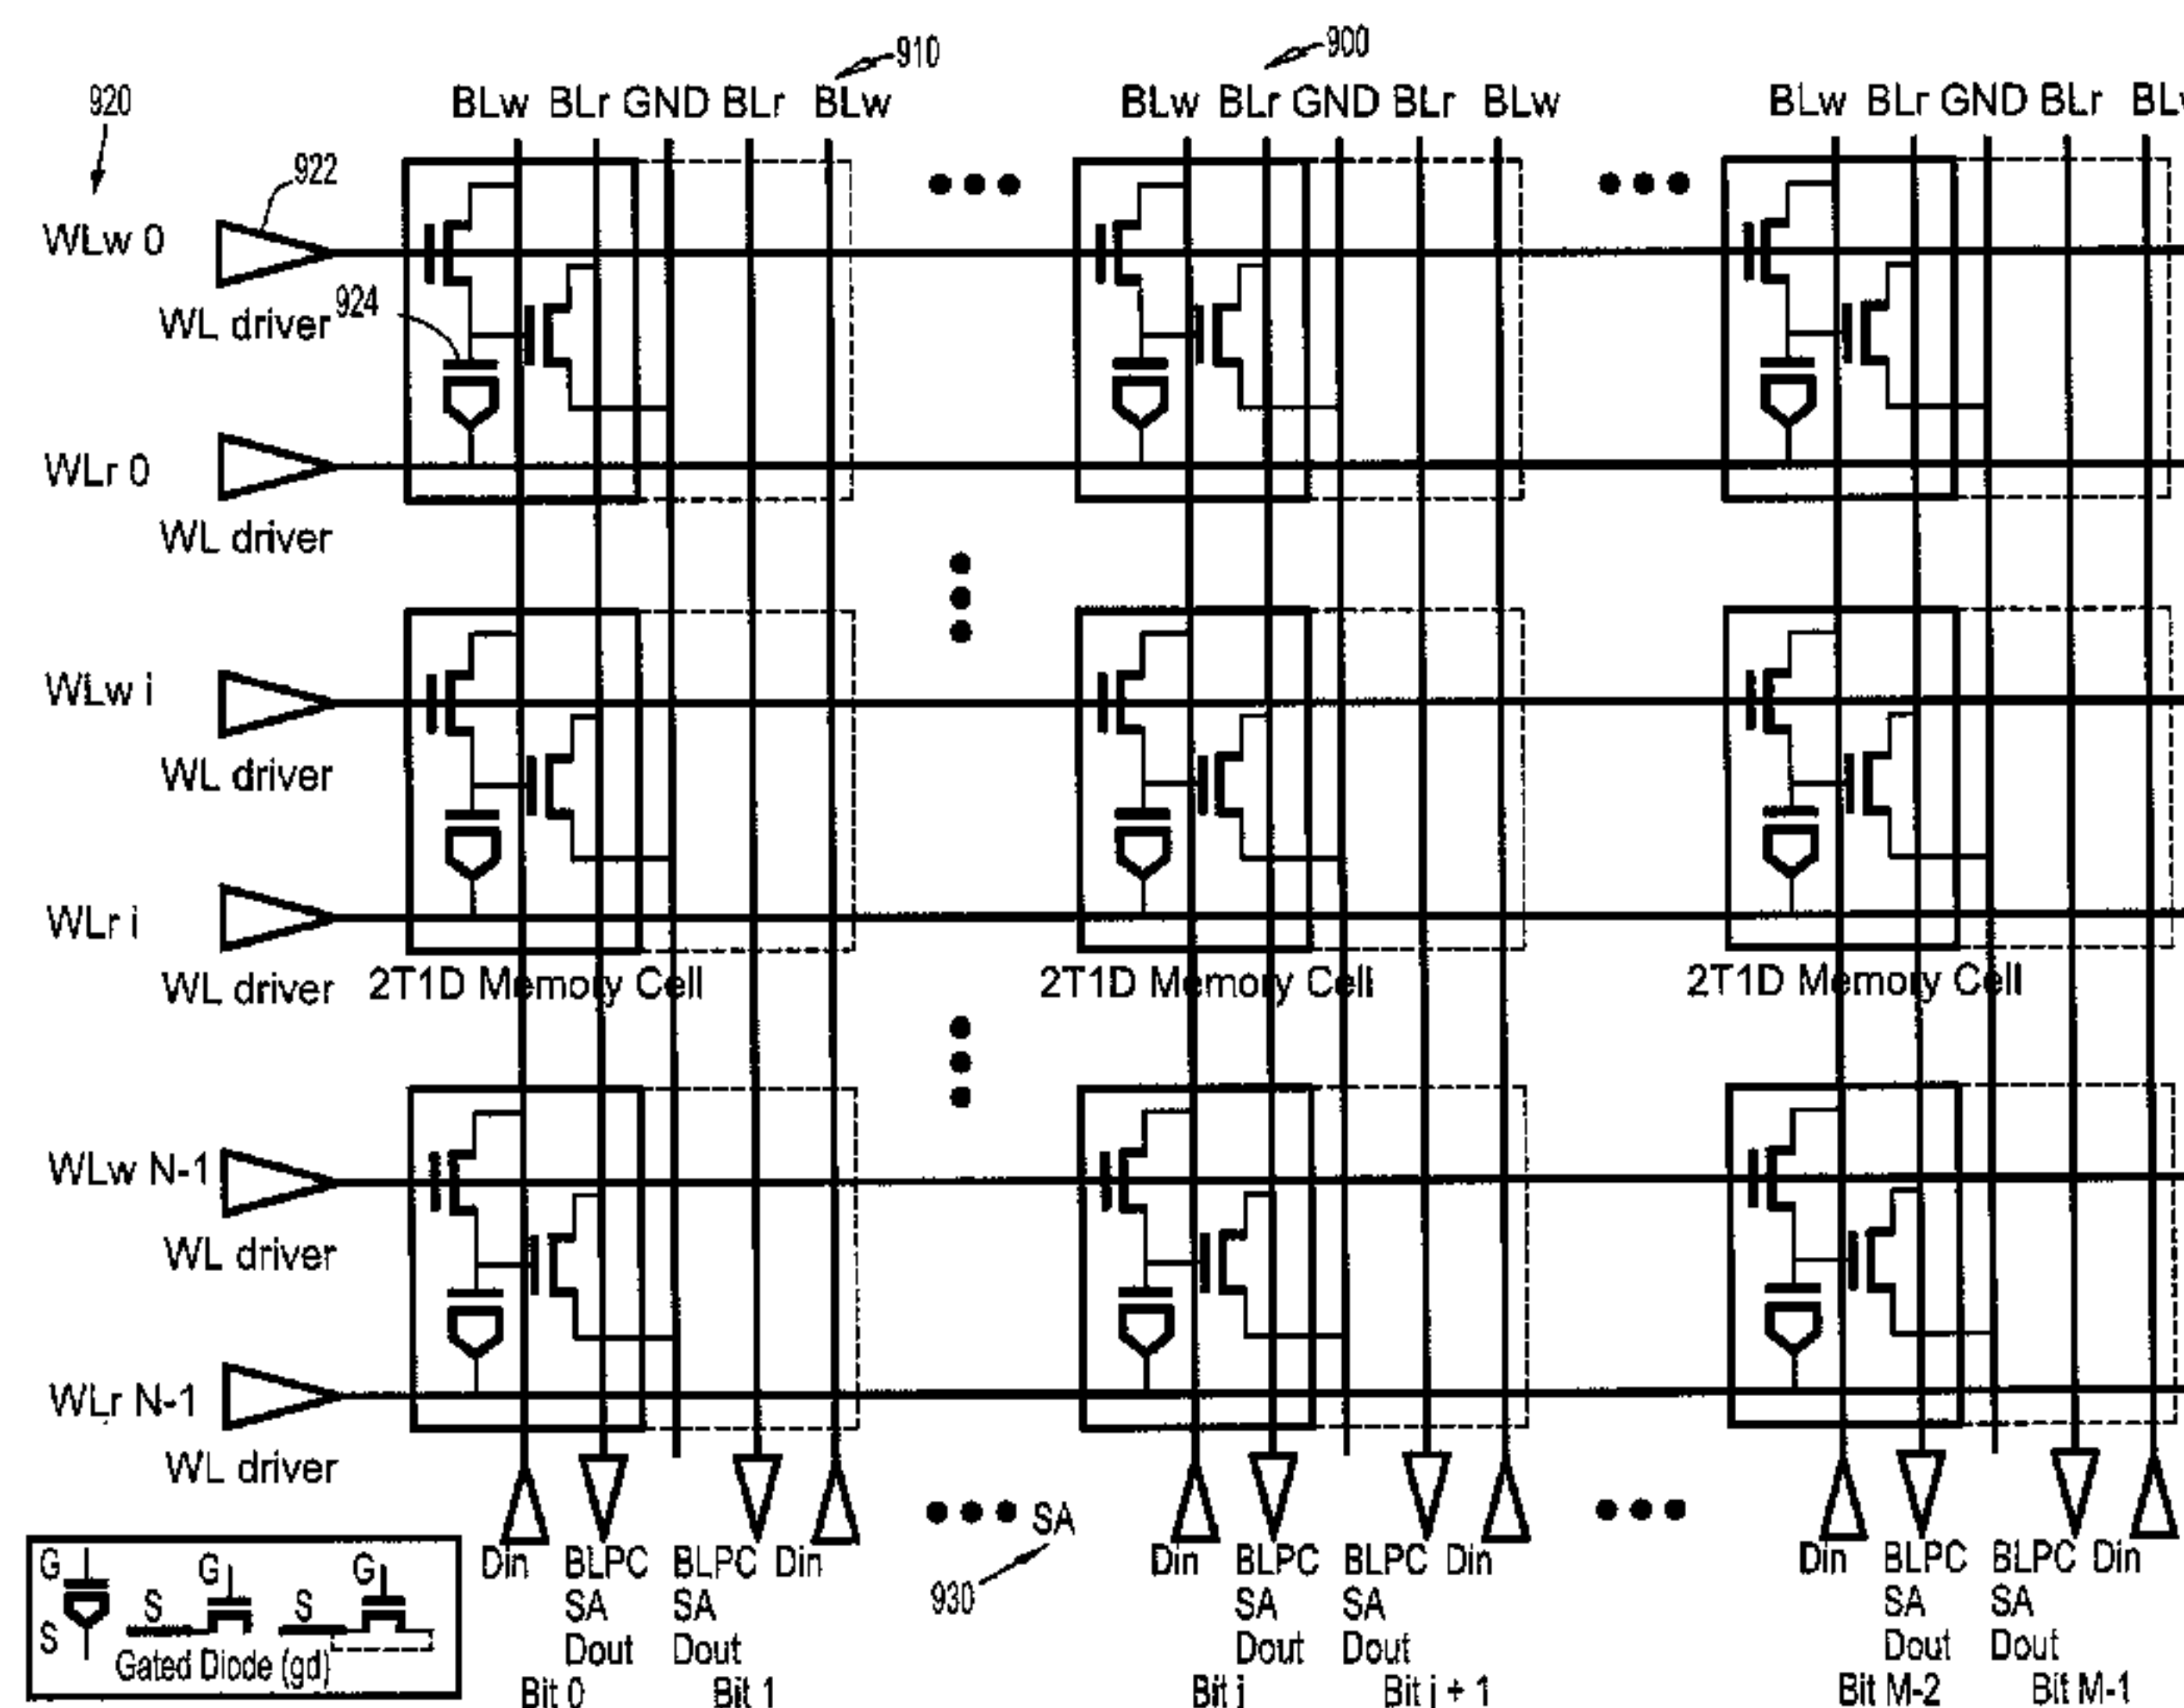 910
900
920
BLw BLr GND BLr BLw
BLw BLr GND BLr BLw
BLw BLr GND BLr BLw
922
WLw 0
WL driver
924
WLr 0
WL driver
WLw i
WL driver
WLr i
WL driver
2T1D Memory Cell
2T1D Memory Cell
2T1D Memory Cell
WLw N-1
WL driver
WLr N-1
WL driver
SA
930
Din BLPC BLPC Din
SA SA
Dout Dout
Bit 0 Bit 1
Din BLPC BLPC Din
SA SA
Dout Dout
Bit j Bit j + 1
Din BLPC BLPC Din
SA SA
Dout Dout
Bit M-2 Bit M-1
G G G
S S S
Gated Diode (gd)